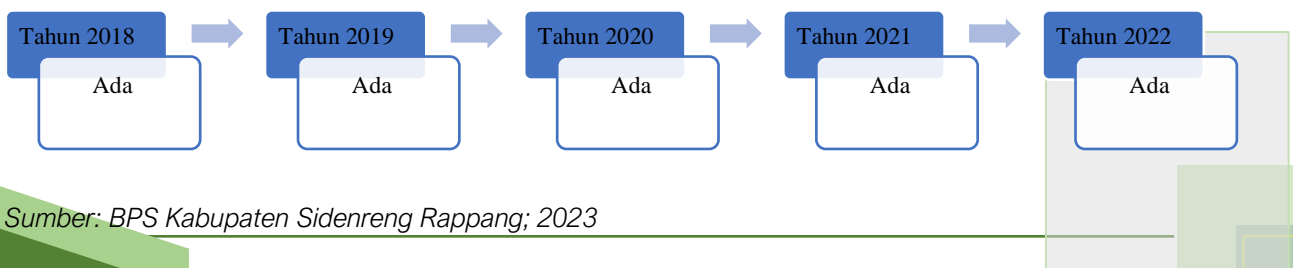 Tahun 2018
Tahun 2019
Tahun 2020
Tahun 2021
Tahun 2022
Ada
Ada
Ada
Ada
Ada
Sumber: BPS Kabupaten Sidenreng Rappang; 2023